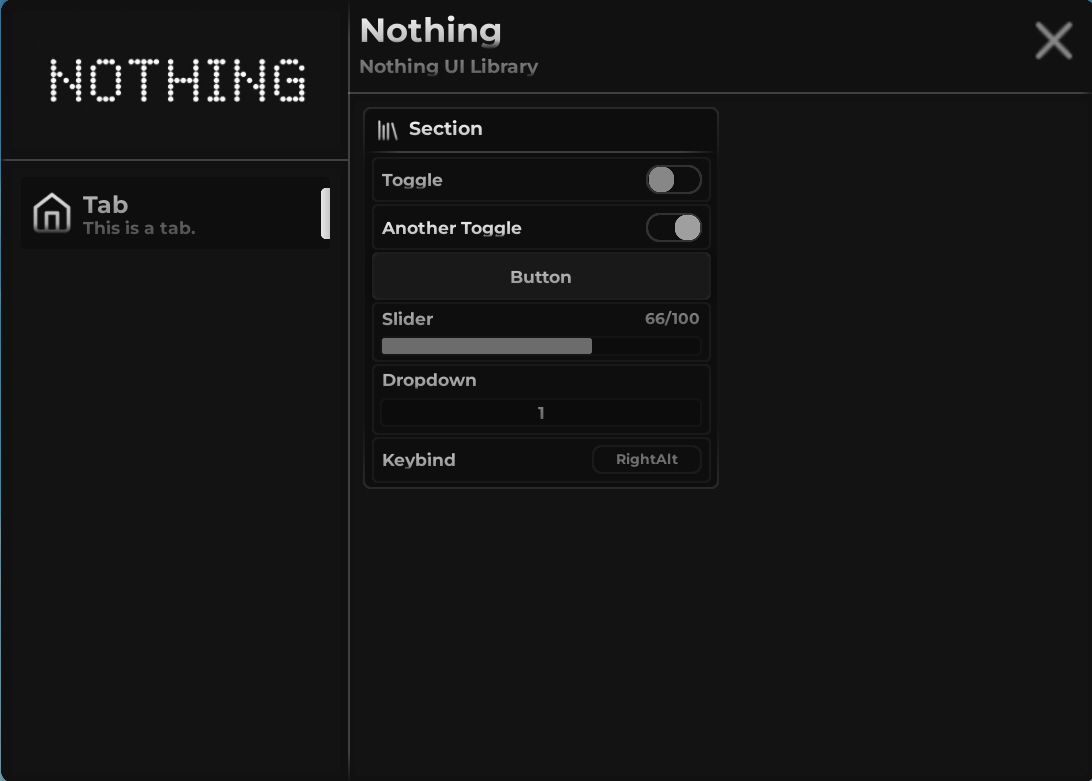 NOTHING
Nothing
Nothing UI Library
Tab
This is a tab.
Section
Toggle
Another Toggle
Button
Slider 66/100
Dropdown
1
Keybind RightAlt